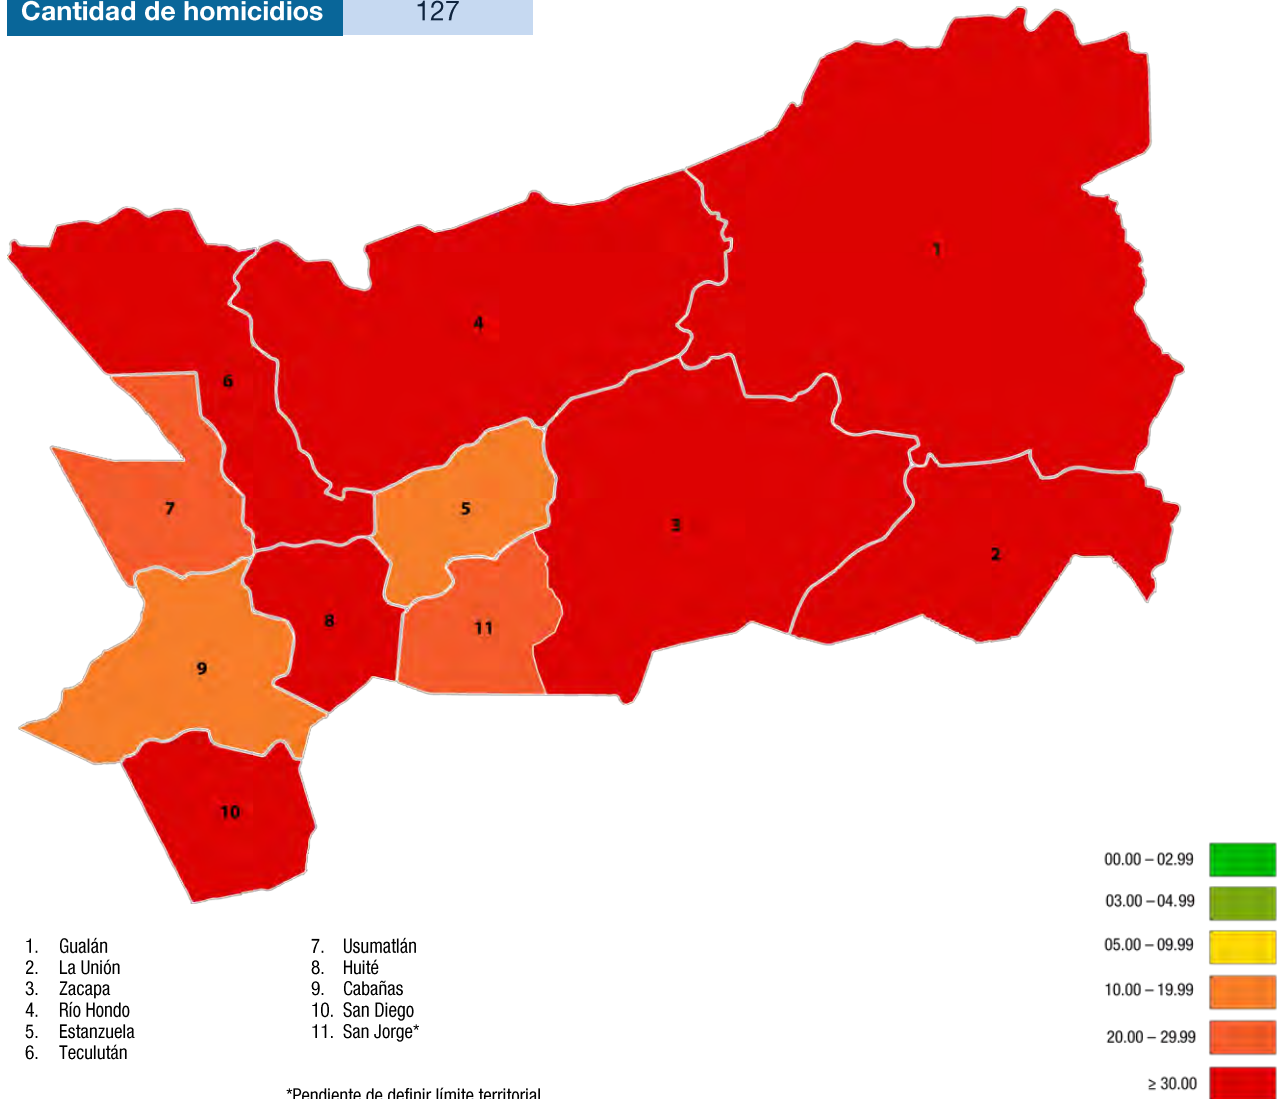 Cantidad de homicidios 127
1
4
6
7
5
3
2
8
11
9
10
00.00 – 02.99
03.00 – 04.99
05.00 – 09.99
10.00 – 19.99
20.00 – 29.99
≥ 30.00
1. Gualán
2. La Unión
3. Zacapa
4. Río Hondo
5. Estanzuela
6. Teculután
7. Usumatlán
8. Huité
9. Cabañas
10. San Diego
11. San Jorge*
*Pendiente de definir límite territorial